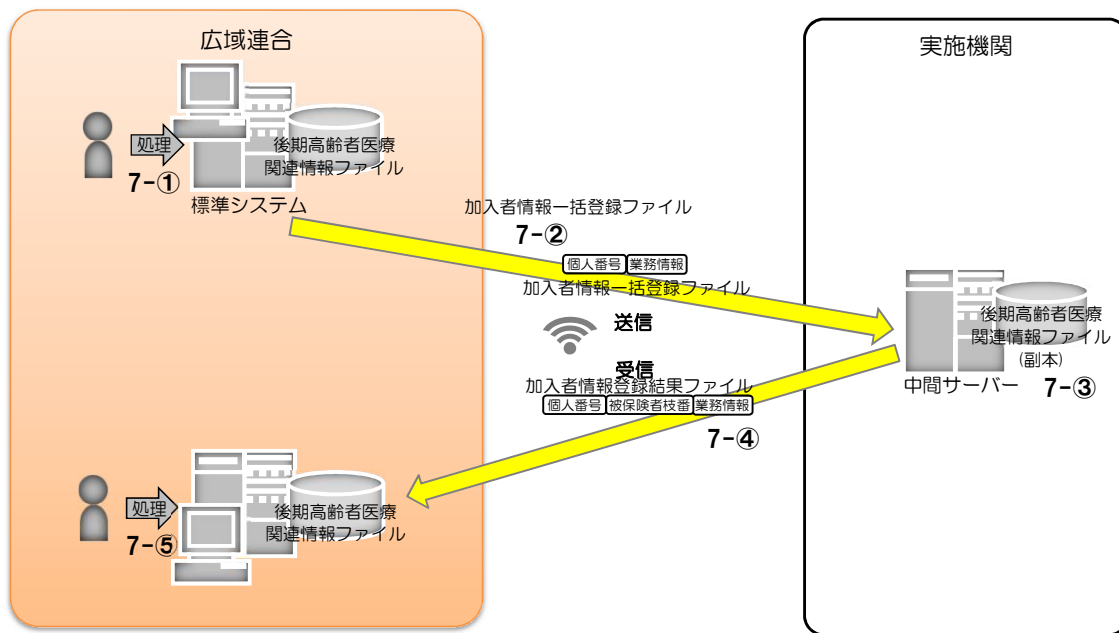 広域連合
処理
7-①
後期高齢者医療
関連情報ファイル
標準システム
加入者情報一括登録ファイル
7-②
個人番号 業務情報
加入者情報一括登録ファイル
送信
受信
加入者情報登録結果ファイル
個人番号 被保険者枝番 業務情報
7-④
実施機関
後期高齢者医療
関連情報ファイル
(副本)
中間サーバー
7-③
処理
7-⑤
後期高齢者医療
関連情報ファイル